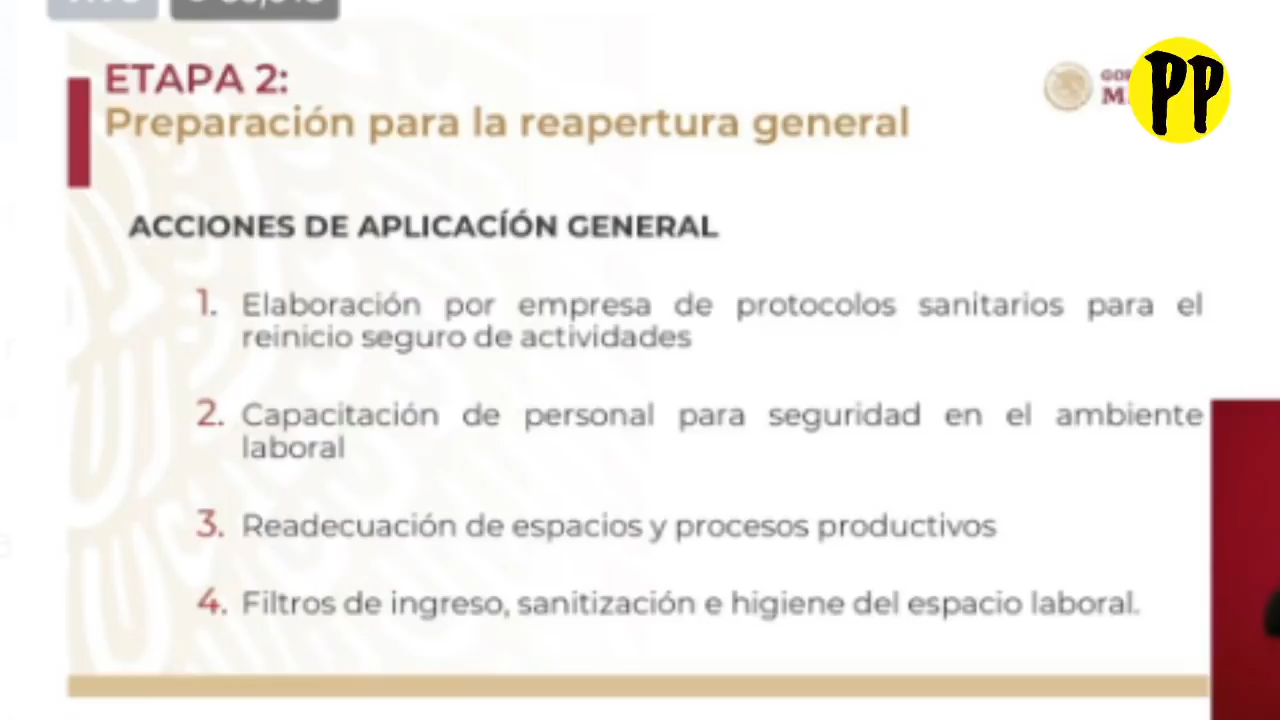 ETAPA 2:
Preparación para la reapertura general
PP
ACCIONES DE APLICACÍÓN GENERAL
1. Elaboración por empresa de protocolos sanitarios para el
reinicio seguro de actividades
2. Capacitación de personal para seguridad en el ambiente
laboral
3. Readecuación de espacios y procesos productivos
4. Filtros de ingreso, sanitización e higiene del espacio laboral.